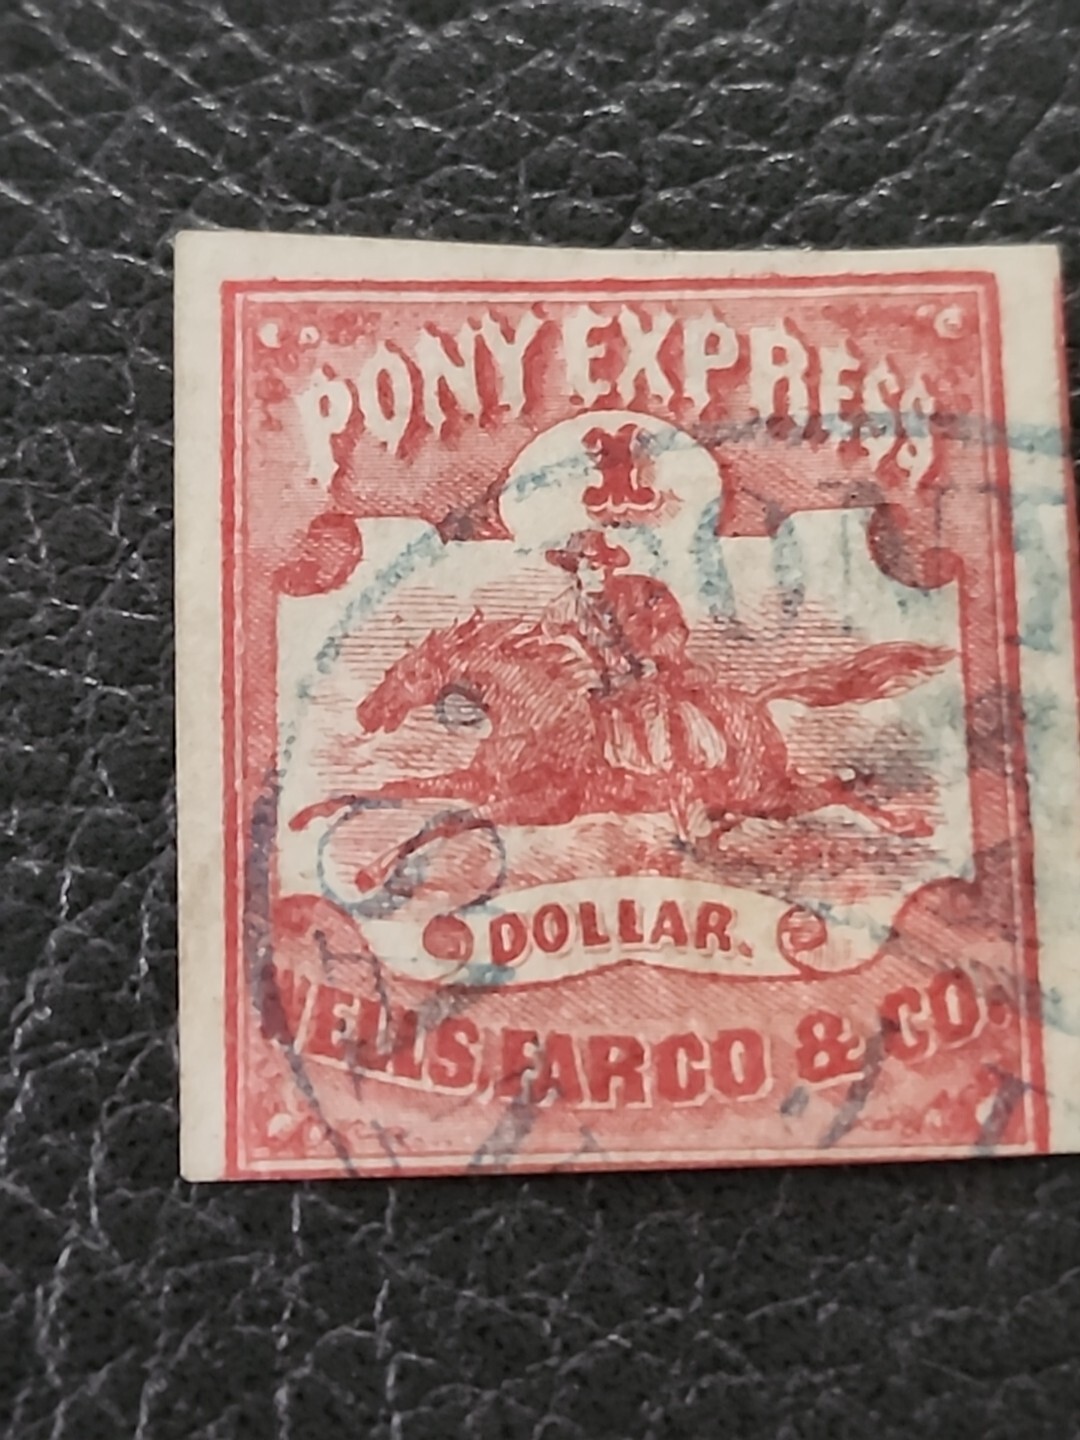 PONY EXPRESS
1
DOLLAR.
WELLS, FARGO & CO.